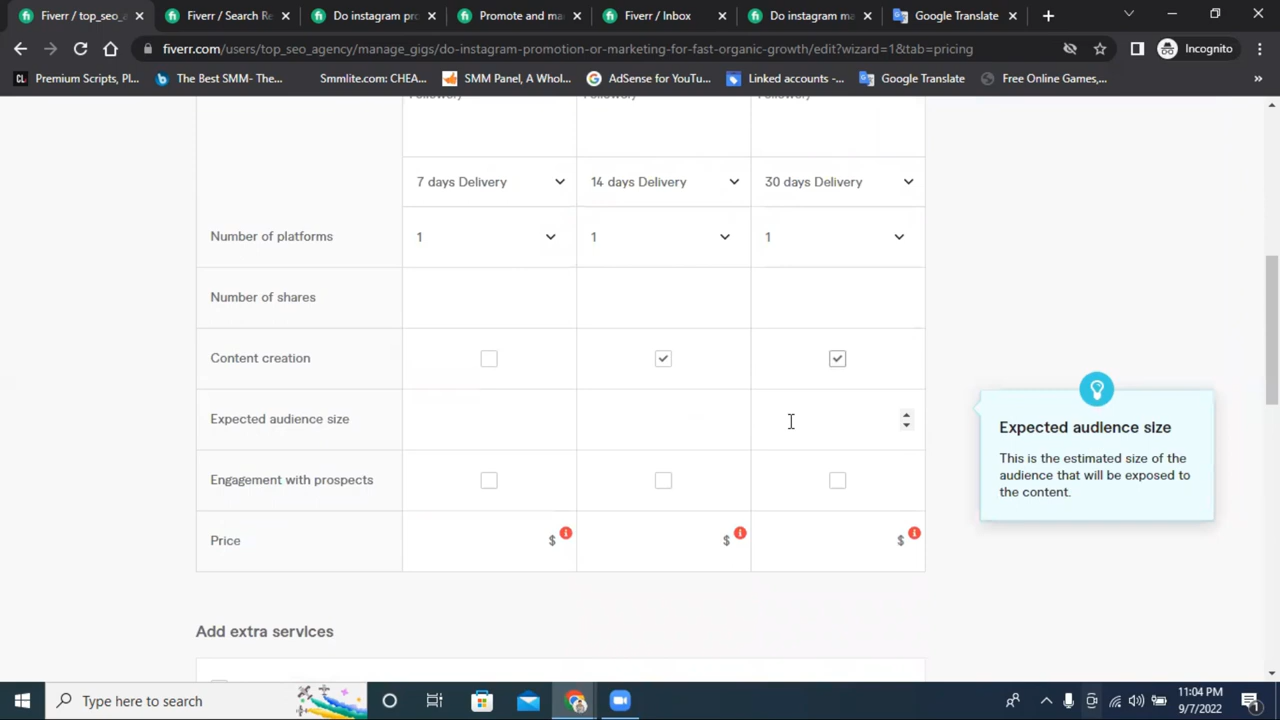 Fiverr / top_seo_a
Fiverr / Search Re
Do instagram pro
Promote and ma
Fiverr / Inbox
Do instagram ma
Google Translate
fiverr.com/users/top_seo_agency/manage_gigs/do-instagram-promotion-or-marketing-for-fast-organic-growth/edit?wizard=1&tab=pricing
Incognito
CL Premium Scripts, Pl...
The Best SMM- The...
Smmlite.com: CHEA...
SMM Panel, A Whol...
AdSense for YouTu...
Linked accounts -...
Google Translate
Free Online Games,...
»
7 days Delivery
14 days Delivery
30 days Delivery
Number of platforms
1
1
1
Number of shares
Content creation
Expected audience size
Engagement with prospects
Price
$
$
$
Expected audience size
This is the estimated size of the
audience that will be exposed to
the content.
Add extra services
Type here to search
11:04 PM
9/7/2022
1